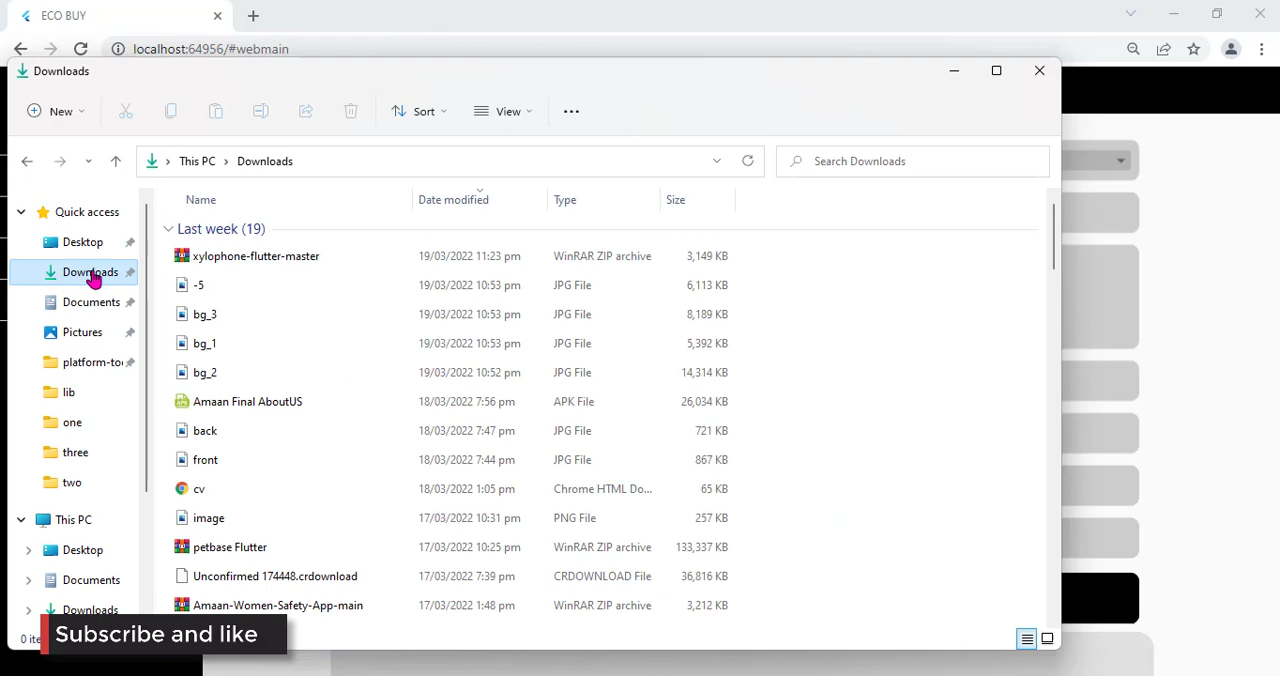 ECO BUY
localhost:64956/#webmain
Downloads
New
Sort
View
This PC
Downloads
Search Downloads
Quick access
Desktop
Downloads
Documents
Pictures
platform-to
lib
one
three
two
This PC
Desktop
Documents
Downloads
Name Date modified Type Size
Last week (19)
xylophone-flutter-master 19/03/2022 11:23 pm WinRAR ZIP archive 3,149 KB
-5 19/03/2022 10:53 pm JPG File 6,113 KB
bg_3 19/03/2022 10:53 pm JPG File 8,189 KB
bg_1 19/03/2022 10:53 pm JPG File 5,392 KB
bg_2 19/03/2022 10:52 pm JPG File 14,314 KB
Amaan Final AboutUS 18/03/2022 7:56 pm APK File 26,034 KB
back 18/03/2022 7:47 pm JPG File 721 KB
front 18/03/2022 7:44 pm JPG File 867 KB
cv 18/03/2022 1:05 pm Chrome HTML Do... 65 KB
image 17/03/2022 10:31 pm PNG File 257 KB
petbase Flutter 17/03/2022 10:25 pm WinRAR ZIP archive 133,337 KB
Unconfirmed 174448.crdownload 17/03/2022 7:39 pm CRDOWNLOAD File 36,816 KB
Amaan-Women-Safety-App-main 17/03/2022 1:48 pm WinRAR ZIP archive 3,212 KB
0 ite
Subscribe and like